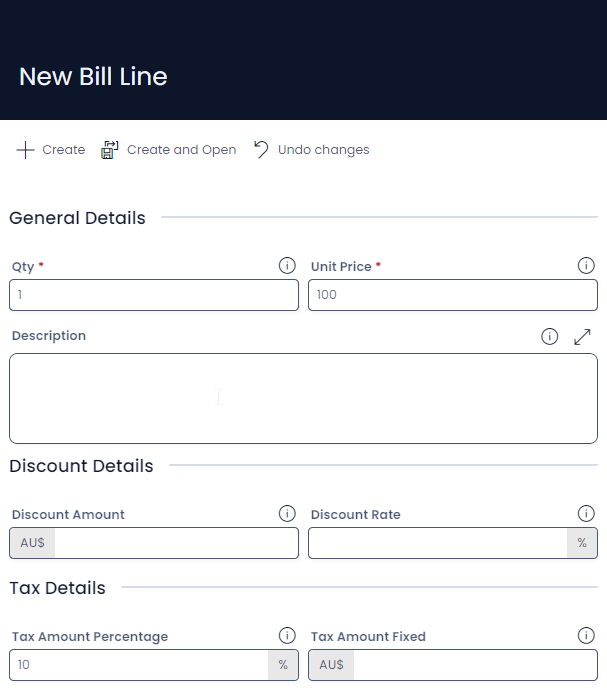 New Bill Line
Create Create and Open Undo changes
General Details
Qty * Unit Price *
1 100
Description
Discount Details
Discount Amount Discount Rate
AU$ %
Tax Details
Tax Amount Percentage Tax Amount Fixed
10 % AU$